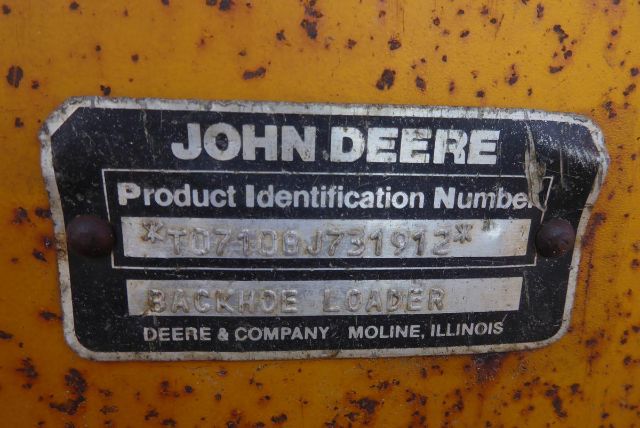 JOHN DEERE
Product Identification Number
*T0710BJ731912*
BACKHOE LOADER
DEERE & COMPANY MOLINE, ILLINOIS